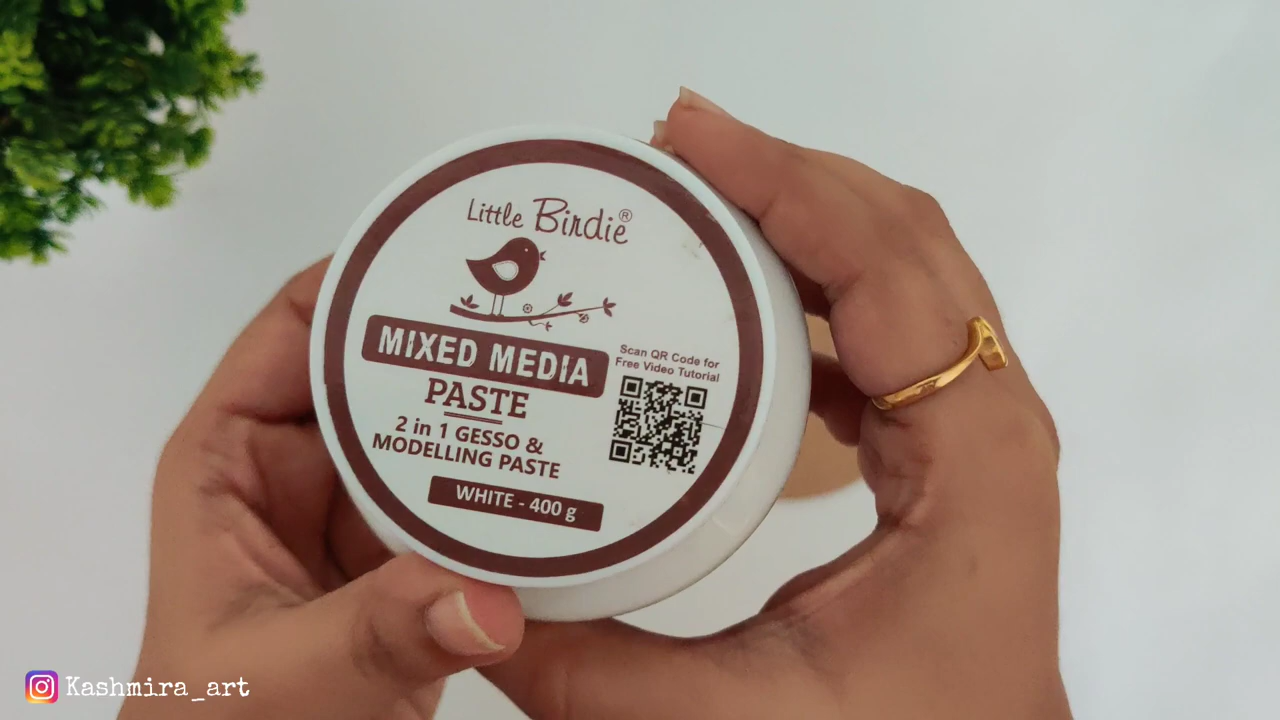 Little Birdie®
MIXED MEDIA
PASTE
2 in 1 GESSO &
MODELLING PASTE
WHITE - 400 g
Scan QR Code for
Free Video Tutorial
Kashmira_art